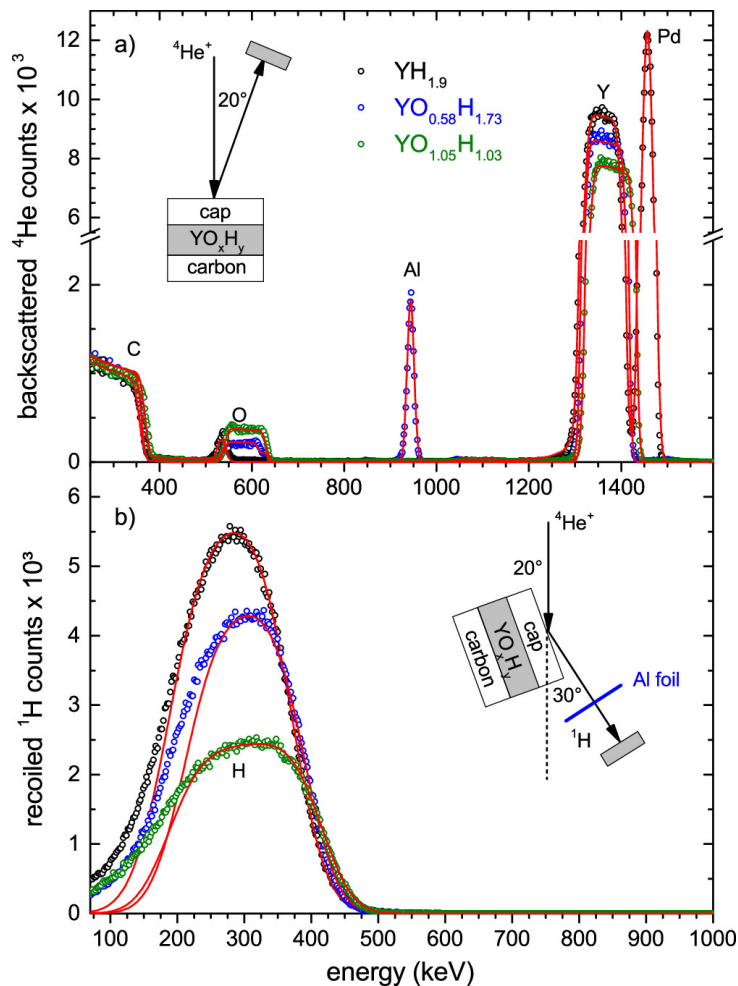 12
10
8
6
2
0
backscattered ⁴He counts x 10³
a)
⁴He⁺
20°
cap
YOₓHᵧ
carbon
YH₁.₉
YO₀.₅₈H₁.₇₃
YO₁.₀₅H₁.₀₃
C
O
Al
Y
Pd
400 600 800 1000 1200 1400
6
5
4
3
2
1
0
recoiled ¹H counts x 10³
b)
H
⁴He⁺
20°
cap
YOₓHᵧ
carbon
30°
Al foil
¹H
100 200 300 400 500 600 700 800 900 1000
energy (keV)